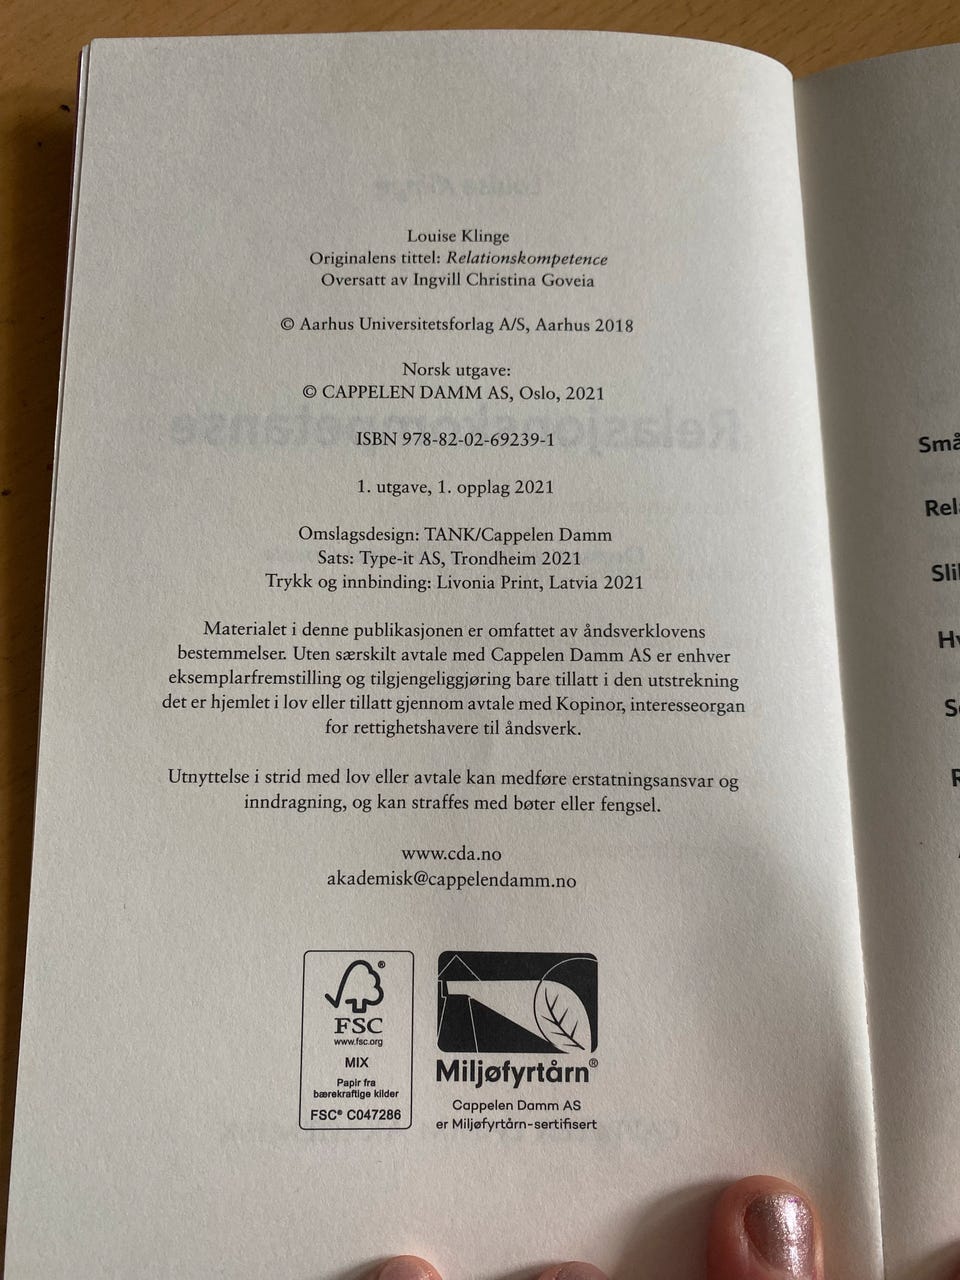 Louise Klinge
Originalens tittel: Relationskompetence
Oversatt av Ingvill Christina Goveia
© Aarhus Universitetsforlag A/S, Aarhus 2018
Norsk utgave:
© CAPPELEN DAMM AS, Oslo, 2021
ISBN 978-82-02-69239-1
1. utgave, 1. opplag 2021
Omslagsdesign: TANK/Cappelen Damm
Sats: Type-it AS, Trondheim 2021
Trykk og innbinding: Livonia Print, Latvia 2021
Materialet i denne publikasjonen er omfattet av åndsverklovens
bestemmelser. Uten særskilt avtale med Cappelen Damm AS er enhver
eksemplarfremstilling og tilgjengeliggjøring bare tillatt i den utstrekning
det er hjemlet i lov eller tillatt gjennom avtale med Kopinor, interesseorgan
for rettighetshavere til åndsverk.
Utnyttelse i strid med lov eller avtale kan medføre erstatningsansvar og
inndragning, og kan straffes med bøter eller fengsel.
www.cda.no
akademisk@cappelendamm.no
FSC
www.fsc.org
MIX
Papir fra
bærekraftige kilder
FSC® C047286
Miljøfyrtårn®
Cappelen Damm AS
er Miljøfyrtårn-sertifisert
Små